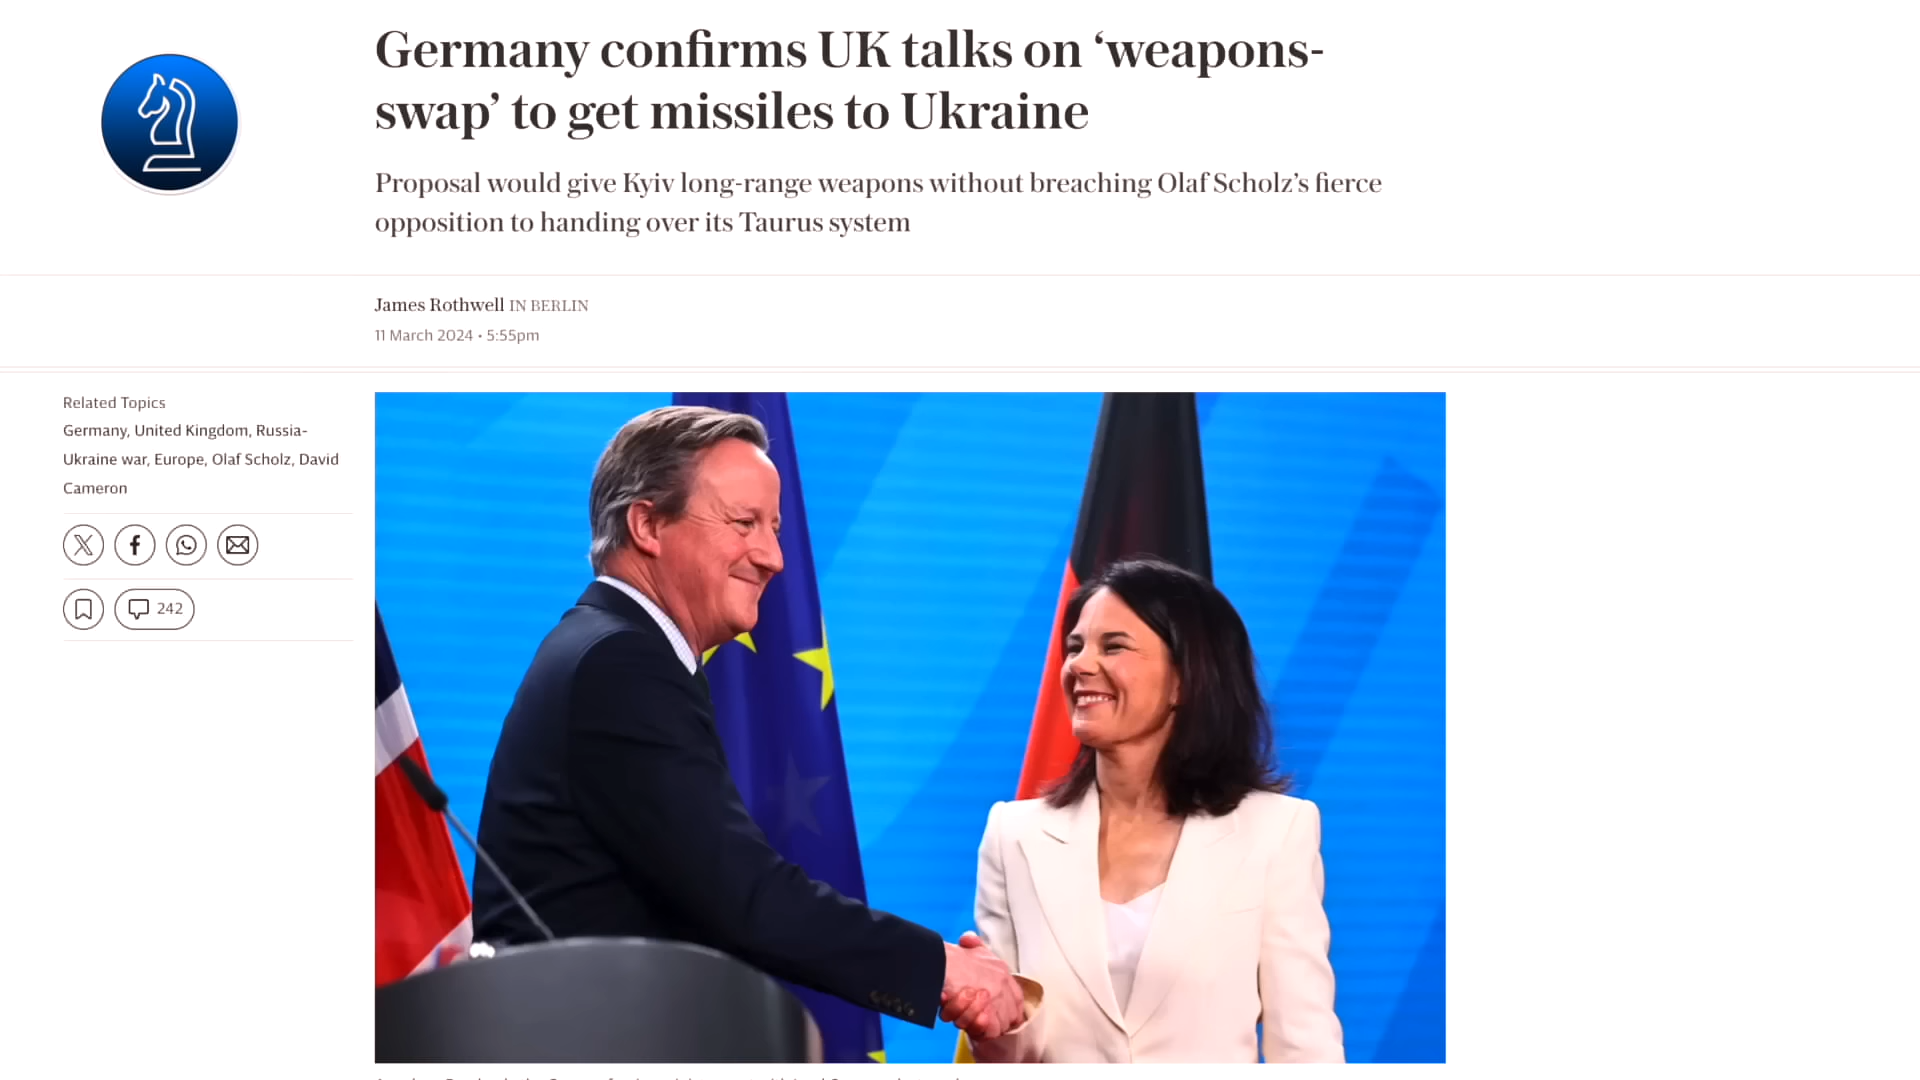 Germany confirms UK talks on ‘weapons-
swap’ to get missiles to Ukraine
Proposal would give Kyiv long-range weapons without breaching Olaf Scholz’s fierce
opposition to handing over its Taurus system
James Rothwell IN BERLIN
11 March 2024 • 5:55pm
Related Topics
Germany, United Kingdom, Russia-
Ukraine war, Europe, Olaf Scholz, David
Cameron
242